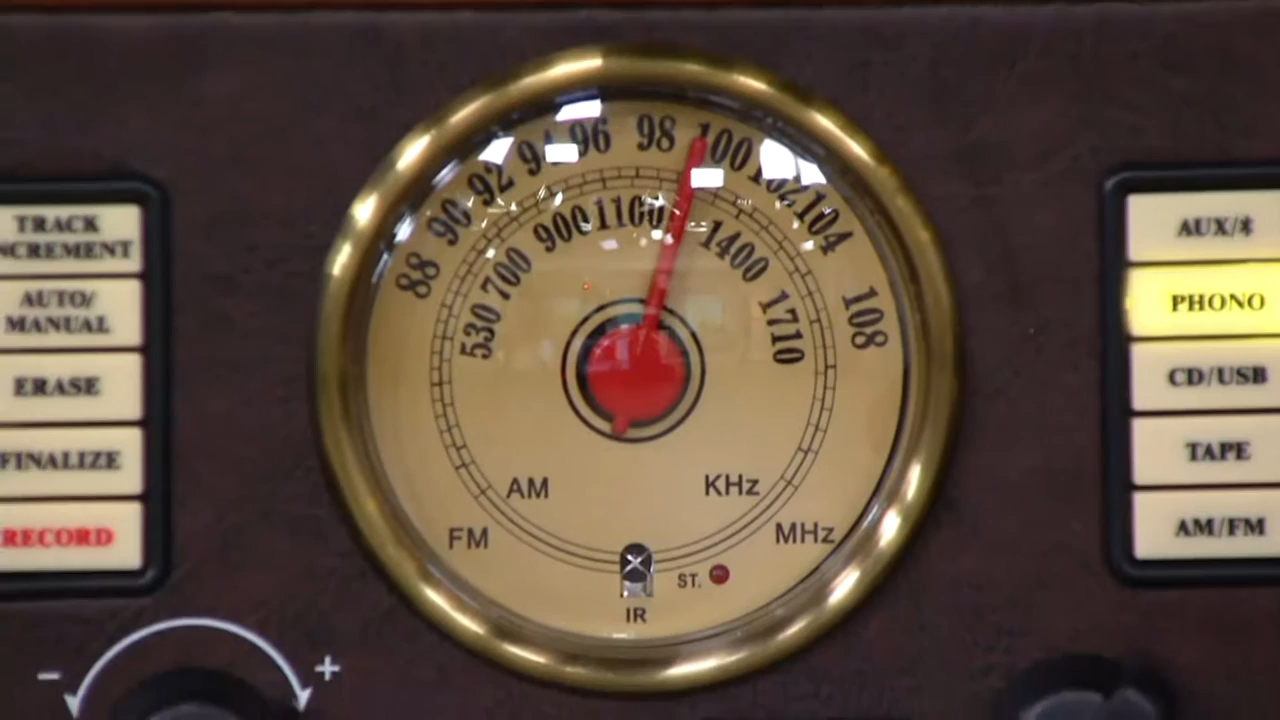 TRACK
INCREMENT
AUTO/
MANUAL
ERASE
FINALIZE
RECORD
- +
88 90 92 94 96 98 100 102 104 108
530 700 900 1100 1400 1710
AM KHz
FM MHz
ST.
IR
AUX/
PHONO
CD/USB
TAPE
AM/FM